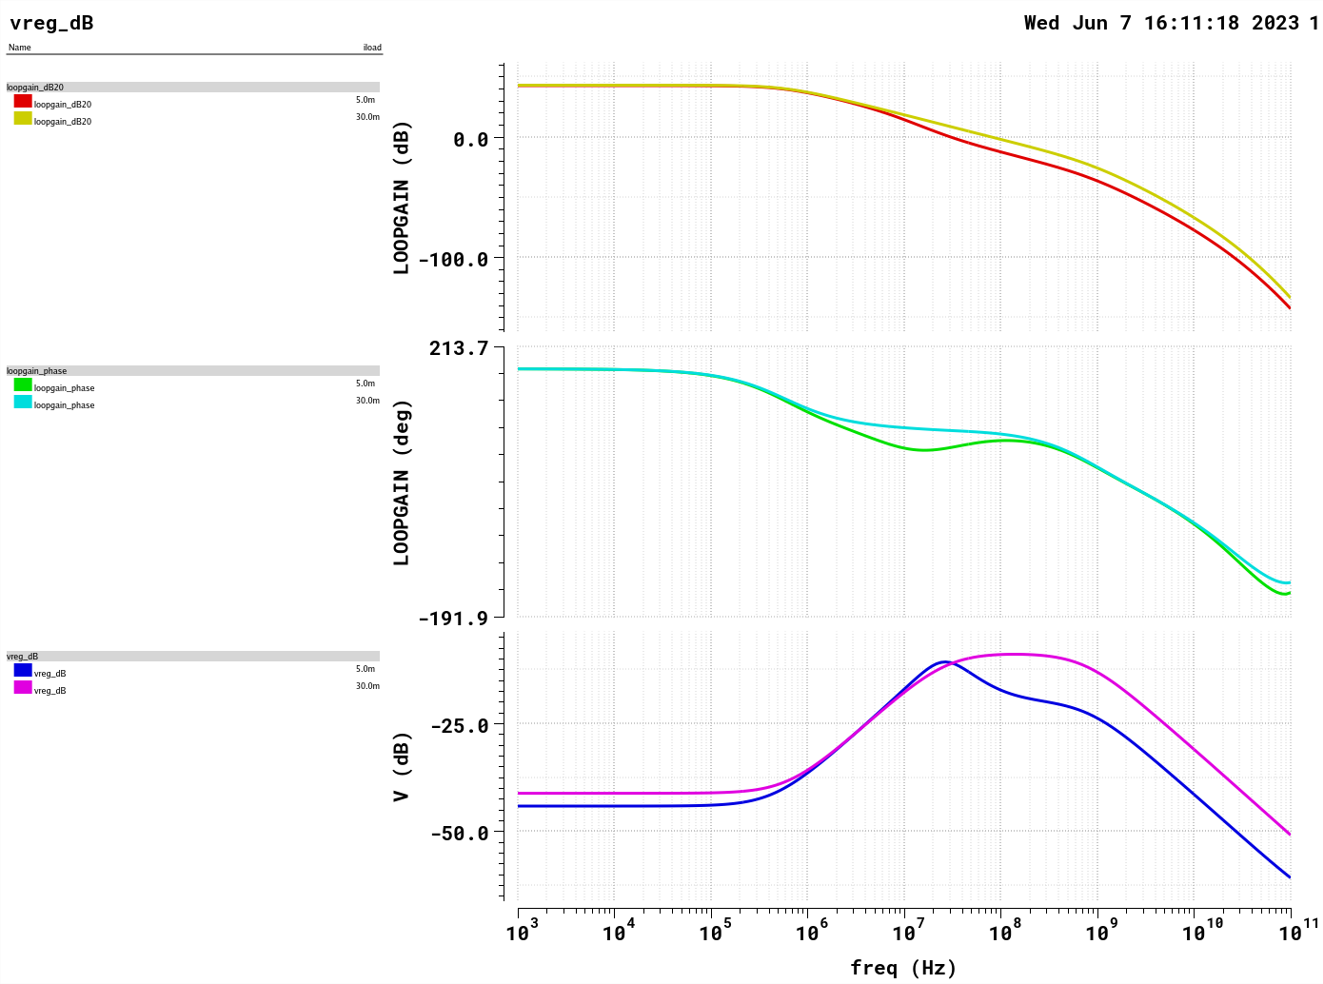 vreg_dB
Wed Jun 7 16:11:18 2023 1
Name iload
loopgain_dB20
loopgain_dB20 5.0m
loopgain_dB20 30.0m
LOOPGAIN (dB)
0.0
-100.0
loopgain_phase
loopgain_phase 5.0m
loopgain_phase 30.0m
LOOPGAIN (deg)
213.7
-191.9
vreg_dB
vreg_dB 5.0m
vreg_dB 30.0m
V (dB)
-25.0
-50.0
10^3 10^4 10^5 10^6 10^7 10^8 10^9 10^10 10^11
freq (Hz)